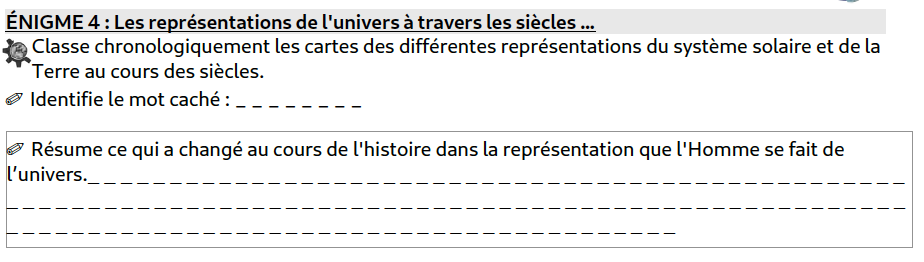 ÉNIGME 4 : Les représentations de l'univers à travers les siècles ...
Classe chronologiquement les cartes des différentes représentations du système solaire et de la
Terre au cours des siècles.
Identifie le mot caché : _ _ _ _ _ _ _ _
Résume ce qui a changé au cours de l'histoire dans la représentation que l'Homme se fait de
l'univers._ _ _ _ _ _ _ _ _ _ _ _ _ _ _ _ _ _ _ _ _ _ _ _ _ _ _ _ _ _ _ _ _ _ _ _ _ _ _ _ _ _ _ _ _ _ _ _ _ _
_ _ _ _ _ _ _ _ _ _ _ _ _ _ _ _ _ _ _ _ _ _ _ _ _ _ _ _ _ _ _ _ _ _ _ _ _ _ _ _ _ _ _ _ _ _ _ _ _ _ _ _ _ _ _
_ _ _ _ _ _ _ _ _ _ _ _ _ _ _ _ _ _ _ _ _ _ _ _ _ _ _ _ _ _ _ _ _ _ _ _ _ _ _ _ _